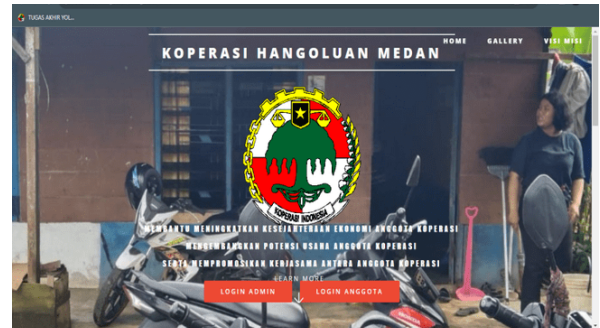 TUGAS AKHIR YOL...
HOME GALLERY VISI MISI
KOPERASI HANGOLUAN MEDAN
KOPERASI INDONESIA
MEMBANTU MENINGKATKAN KESEJAHTERAAN EKONOMI ANGGOTA KOPERASI
MENGEMBANGKAN POTENSI USAHA ANGGOTA KOPERASI
SERTA MEMPROMOSIKAN KERJASAMA ANTARA ANGGOTA KOPERASI
LEARN MORE
LOGIN ADMIN
LOGIN ANGGOTA
HONDA